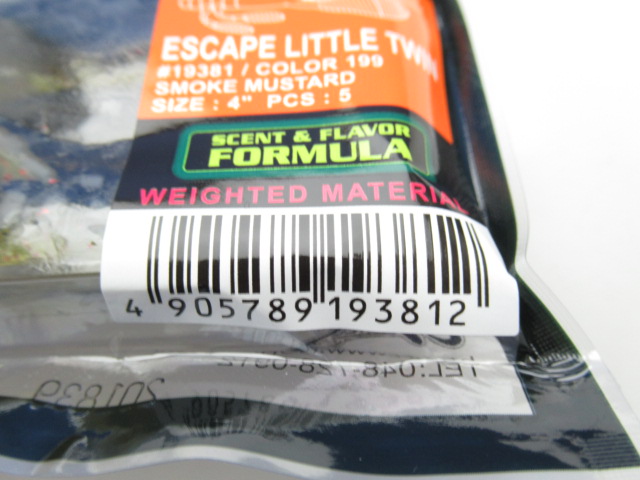 ESCAPE LITTLE TWIN
#19381 / COLOR 199
SMOKE MUSTARD
SIZE : 4" PCS : 5
SCENT & FLAVOR
FORMULA
WEIGHTED MATERIAL
4 905789 193812
201839